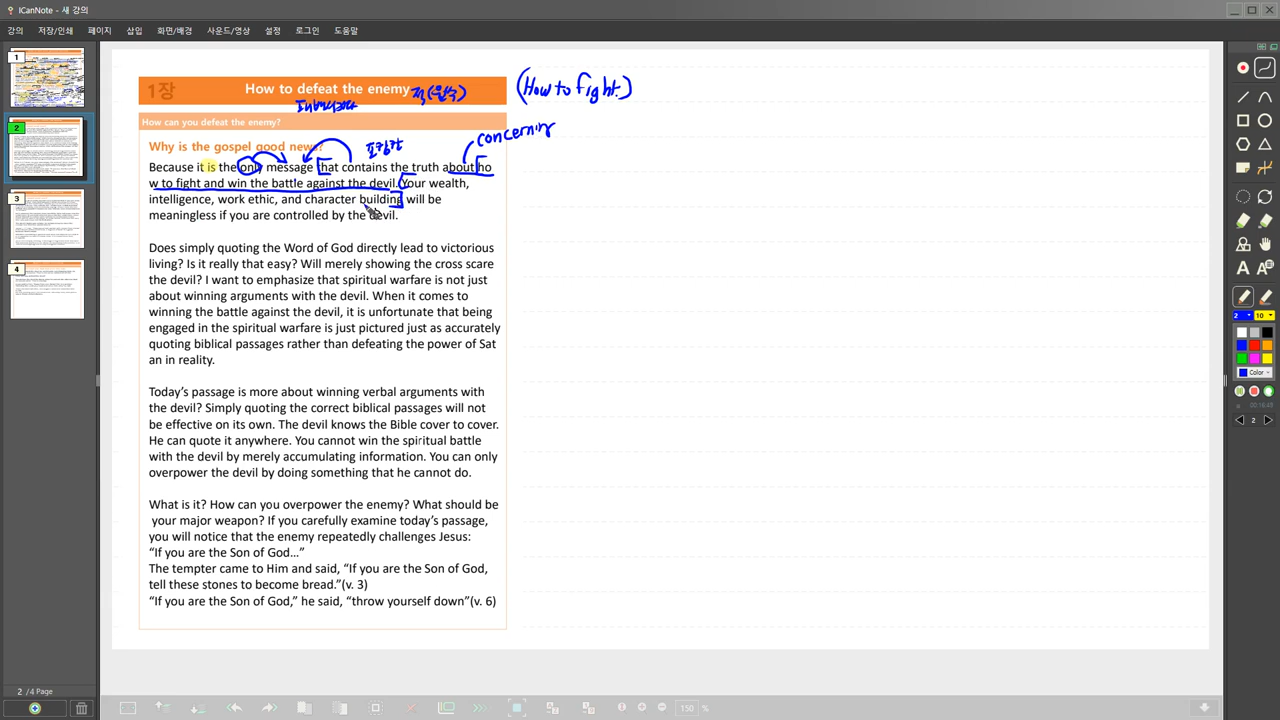 ICanNote - 새 강의
강의 저장/인쇄 페이지 삽입 화면/배경 사운드/영상 설정 로그인 도움말
1
2
3
4
1장 How to defeat the enemy 적(원수) (How to fight)
How can you defeat the enemy?
concerning
Why is the gospel good news? 포함하다
Because it is the only message that contains the truth about ho
w to fight and win the battle against the devil. Your wealth,
intelligence, work ethic, and character building will be
meaningless if you are controlled by the devil.
Does simply quoting the Word of God directly lead to victorious
living? Is it really that easy? Will merely showing the cross scare
the devil? I want to emphasize that spiritual warfare is not just
about winning arguments with the devil. When it comes to
winning the battle against the devil, it is unfortunate that being
engaged in the spiritual warfare is just pictured just as accurately
quoting biblical passages rather than defeating the power of Sat
an in reality.
Today's passage is more about winning verbal arguments with
the devil? Simply quoting the correct biblical passages will not
be effective on its own. The devil knows the Bible cover to cover.
He can quote it anywhere. You cannot win the spiritual battle
with the devil by merely accumulating information. You can only
overpower the devil by doing something that he cannot do.
What is it? How can you overpower the enemy? What should be
your major weapon? If you carefully examine today's passage,
you will notice that the enemy repeatedly challenges Jesus:
“If you are the Son of God...”
The tempter came to Him and said, “If you are the Son of God,
tell these stones to become bread.”(v. 3)
“If you are the Son of God,” he said, “throw yourself down”(v. 6)
2 10
Color
2
2 / 4 Page
150 %